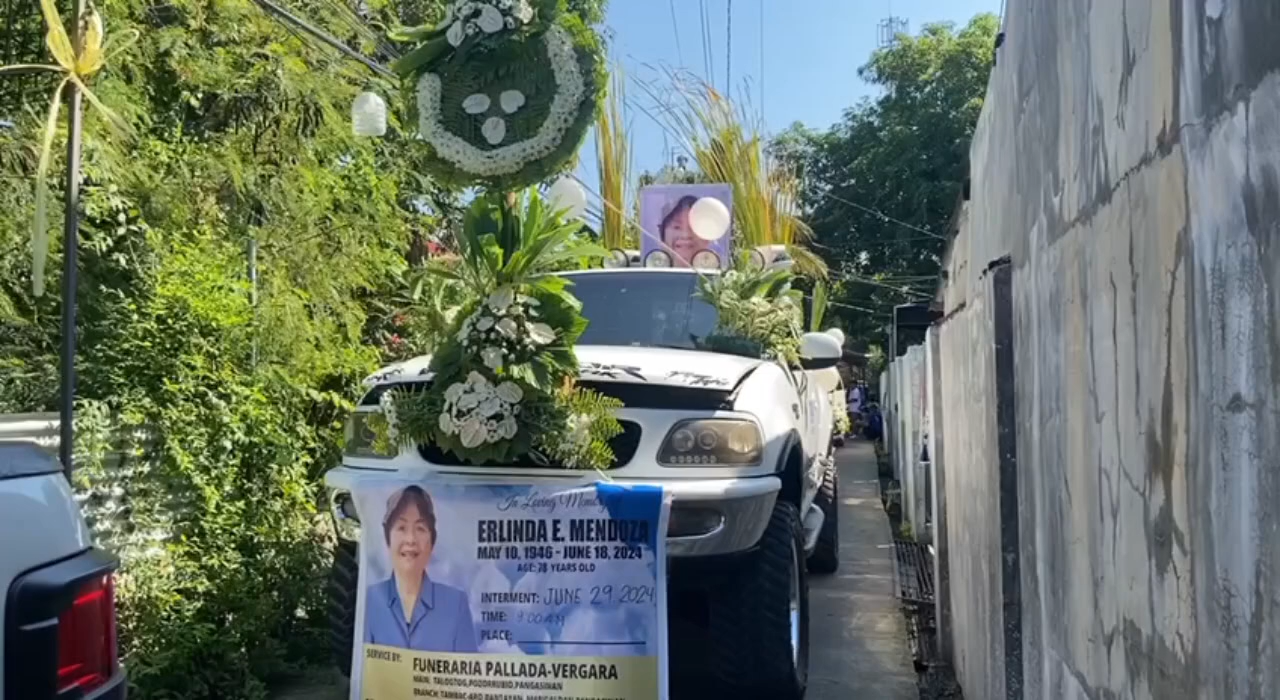 In Loving Memory
ERLINDA E. MENDOZA
MAY 10, 1946 - JUNE 18, 2024
AGE: 78 YEARS OLD
INTERMENT: JUNE 29, 2024
TIME: 8:00 AM
PLACE:
SERVICE BY:
FUNERARIA PALLADA-VERGARA
MAIN: TALOGTOG, POZORRUBIO, PANGASINAN